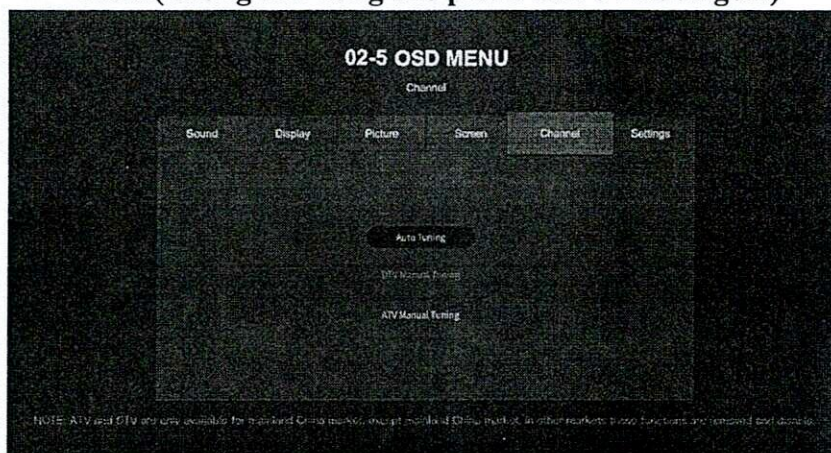 02-5 OSD MENU
Channel
Sound Display Picture Screen Channel Settings
Auto Tuning
DTV Manual Tuning
ATV Manual Tuning
NOTE: ATV and DTV are only available for mainland China market, except mainland China market, in other markets these functions are removed and